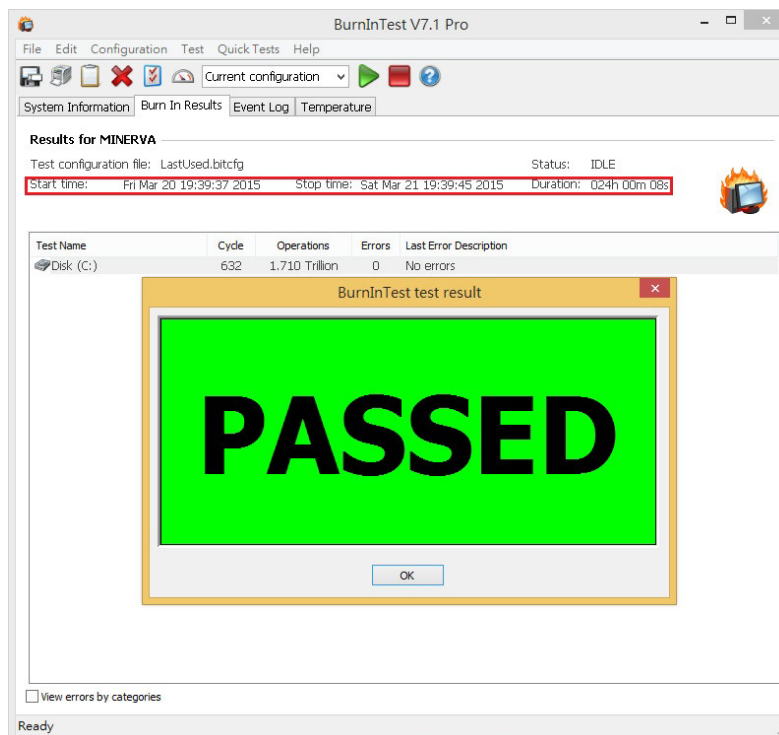 BurnInTest V7.1 Pro
File Edit Configuration Test Quick Tests Help
Current configuration
System Information Burn In Results Event Log Temperature
Results for MINERVA
Test configuration file: LastUsed.bitcfg Status: IDLE
Start time: Fri Mar 20 19:39:37 2015 Stop time: Sat Mar 21 19:39:45 2015 Duration: 024h 00m 08s
Test Name Cycle Operations Errors Last Error Description
Disk (C:) 632 1.710 Trillion 0 No errors
BurnInTest test result
PASSED
OK
View errors by categories
Ready